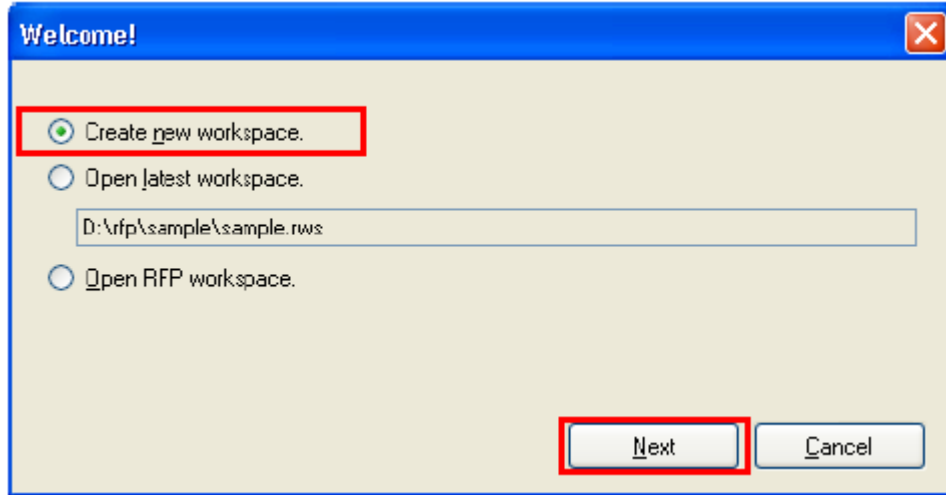 Welcome!
Create new workspace.
Open latest workspace.
D:\rfp\sample\sample.rws
Open RFP workspace.
Next
Cancel